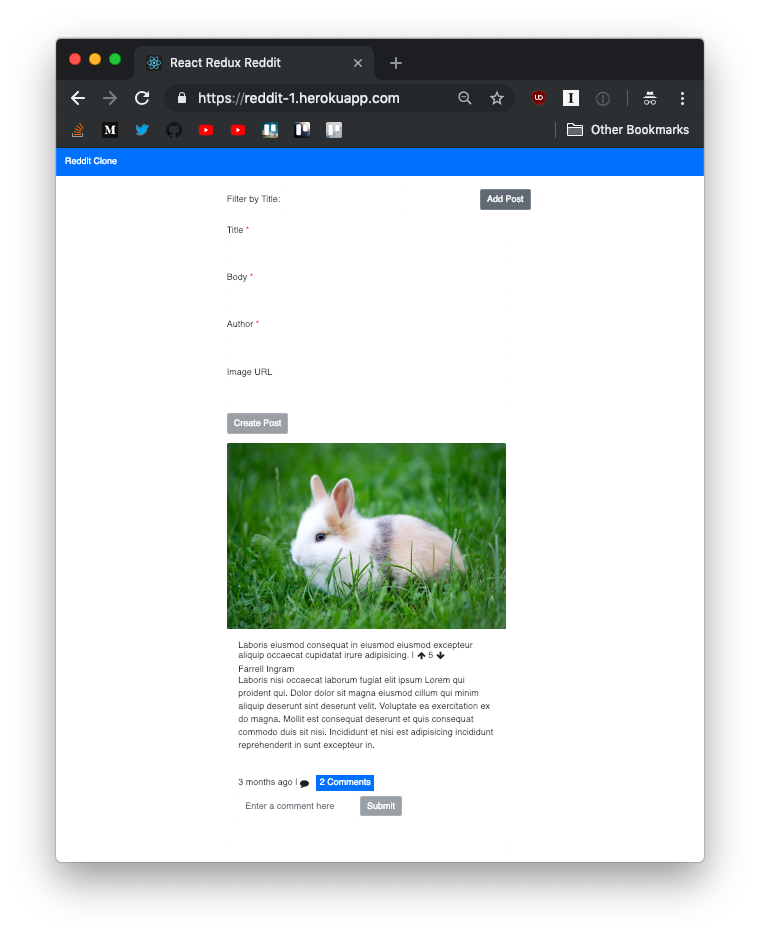 React Redux Reddit
https://reddit-1.herokuapp.com
Other Bookmarks
Reddit Clone
Filter by Title:
Add Post
Title *
Body *
Author *
Image URL
Create Post
Laboris eiusmod consequat in eiusmod eiusmod excepteur
aliquip occaecat cupidatat irure adipisicing. | 5
Farrell Ingram
Laboris nisi occaecat laborum fugiat elit ipsum Lorem qui
proident qui. Dolor dolor sit magna eiusmod cillum qui minim
aliquip deserunt sint deserunt velit. Voluptate ea exercitation ex
do magna. Mollit est consequat deserunt et quis consequat
commodo duis sit nisi. Incididunt et nisi est adipisicing incididunt
reprehenderit in sunt excepteur in.
3 months ago | 2 Comments
Enter a comment here
Submit